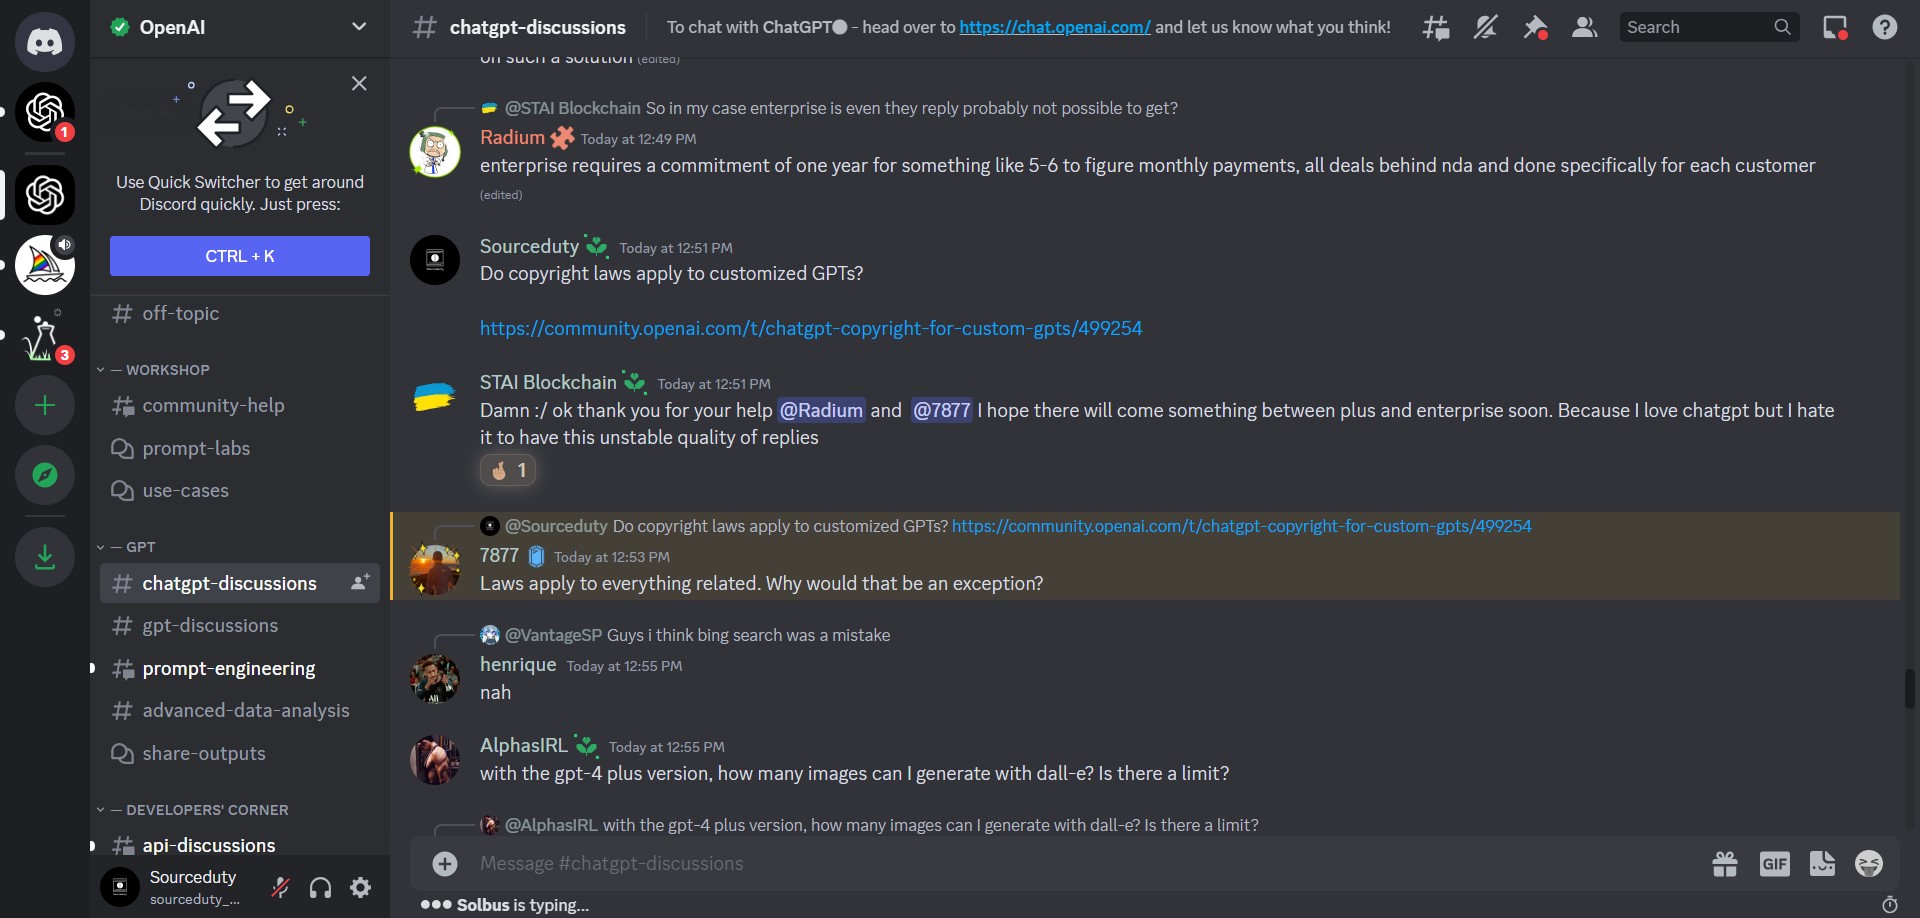 OpenAI
Use Quick Switcher to get around
Discord quickly. Just press:
CTRL + K
off-topic
— WORKSHOP
community-help
prompt-labs
use-cases
— GPT
chatgpt-discussions
gpt-discussions
prompt-engineering
advanced-data-analysis
share-outputs
— DEVELOPERS' CORNER
api-discussions
Sourceduty
sourceduty_...
1
3
chatgpt-discussions
To chat with ChatGPT - head over to https://chat.openai.com/ and let us know what you think!
Search
on such a solution (edited)
@STAI Blockchain So in my case enterprise is even they reply probably not possible to get?
Radium Today at 12:49 PM
enterprise requires a commitment of one year for something like 5-6 to figure monthly payments, all deals behind nda and done specifically for each customer
(edited)
Sourceduty Today at 12:51 PM
Do copyright laws apply to customized GPTs?
https://community.openai.com/t/chatgpt-copyright-for-custom-gpts/499254
STAI Blockchain Today at 12:51 PM
Damn :/ ok thank you for your help @Radium and @7877 I hope there will come something between plus and enterprise soon. Because I love chatgpt but I hate
it to have this unstable quality of replies
1
@Sourceduty Do copyright laws apply to customized GPTs? https://community.openai.com/t/chatgpt-copyright-for-custom-gpts/499254
7877 Today at 12:53 PM
Laws apply to everything related. Why would that be an exception?
@VantageSP Guys i think bing search was a mistake
henrique Today at 12:55 PM
nah
AlphasIRL Today at 12:55 PM
with the gpt-4 plus version, how many images can I generate with dall-e? Is there a limit?
@AlphasIRL with the gpt-4 plus version, how many images can I generate with dall-e? Is there a limit?
Message #chatgpt-discussions
GIF
Solbus is typing...